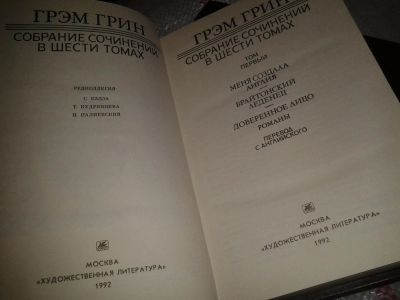 ГРЭМ ГРИН
СОБРАНИЕ СОЧИНЕНИЙ
В ШЕСТИ ТОМАХ
РЕДКОЛЛЕГИЯ
С. БЭЛЗА
Т. КУДРЯВЦЕВА
П. ПАЛИЕВСКИЙ
МОСКВА
«ХУДОЖЕСТВЕННАЯ ЛИТЕРАТУРА»
1992
ГРЭМ ГРИН
СОБРАНИЕ СОЧИНЕНИЙ
В ШЕСТИ ТОМАХ
ТОМ
ПЕРВЫЙ
МЕНЯ СОЗДАЛА
АНГЛИЯ
БРАЙТОНСКИЙ
ЛЕДЕНЕЦ
ДОВЕРЕННОЕ ЛИЦО
РОМАНЫ
ПЕРЕВОД
С АНГЛИЙСКОГО
МОСКВА
«ХУДОЖЕСТВЕННАЯ ЛИТЕРАТУРА»
1992